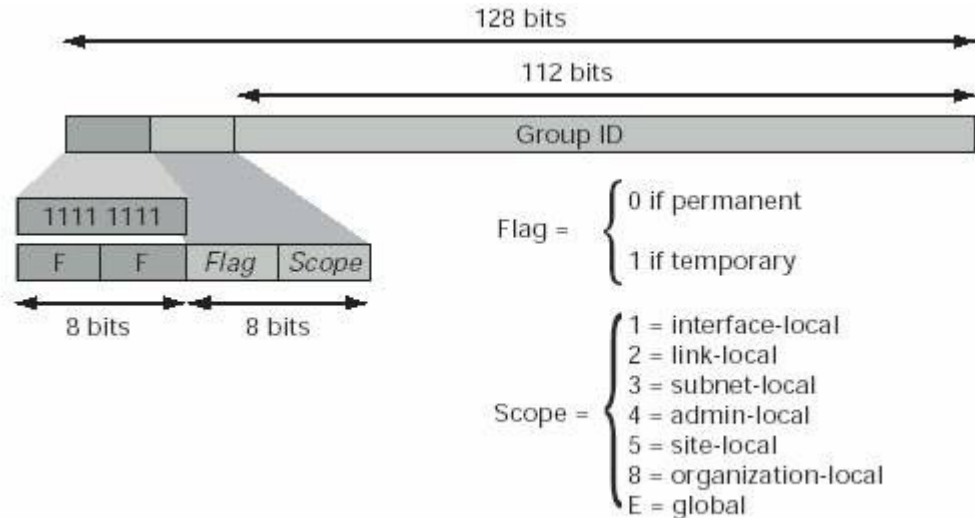 128 bits
112 bits
Group ID
1111 1111
F F Flag Scope
8 bits 8 bits
Flag =
0 if permanent
1 if temporary
Scope =
1 = interface-local
2 = link-local
3 = subnet-local
4 = admin-local
5 = site-local
8 = organization-local
E = global